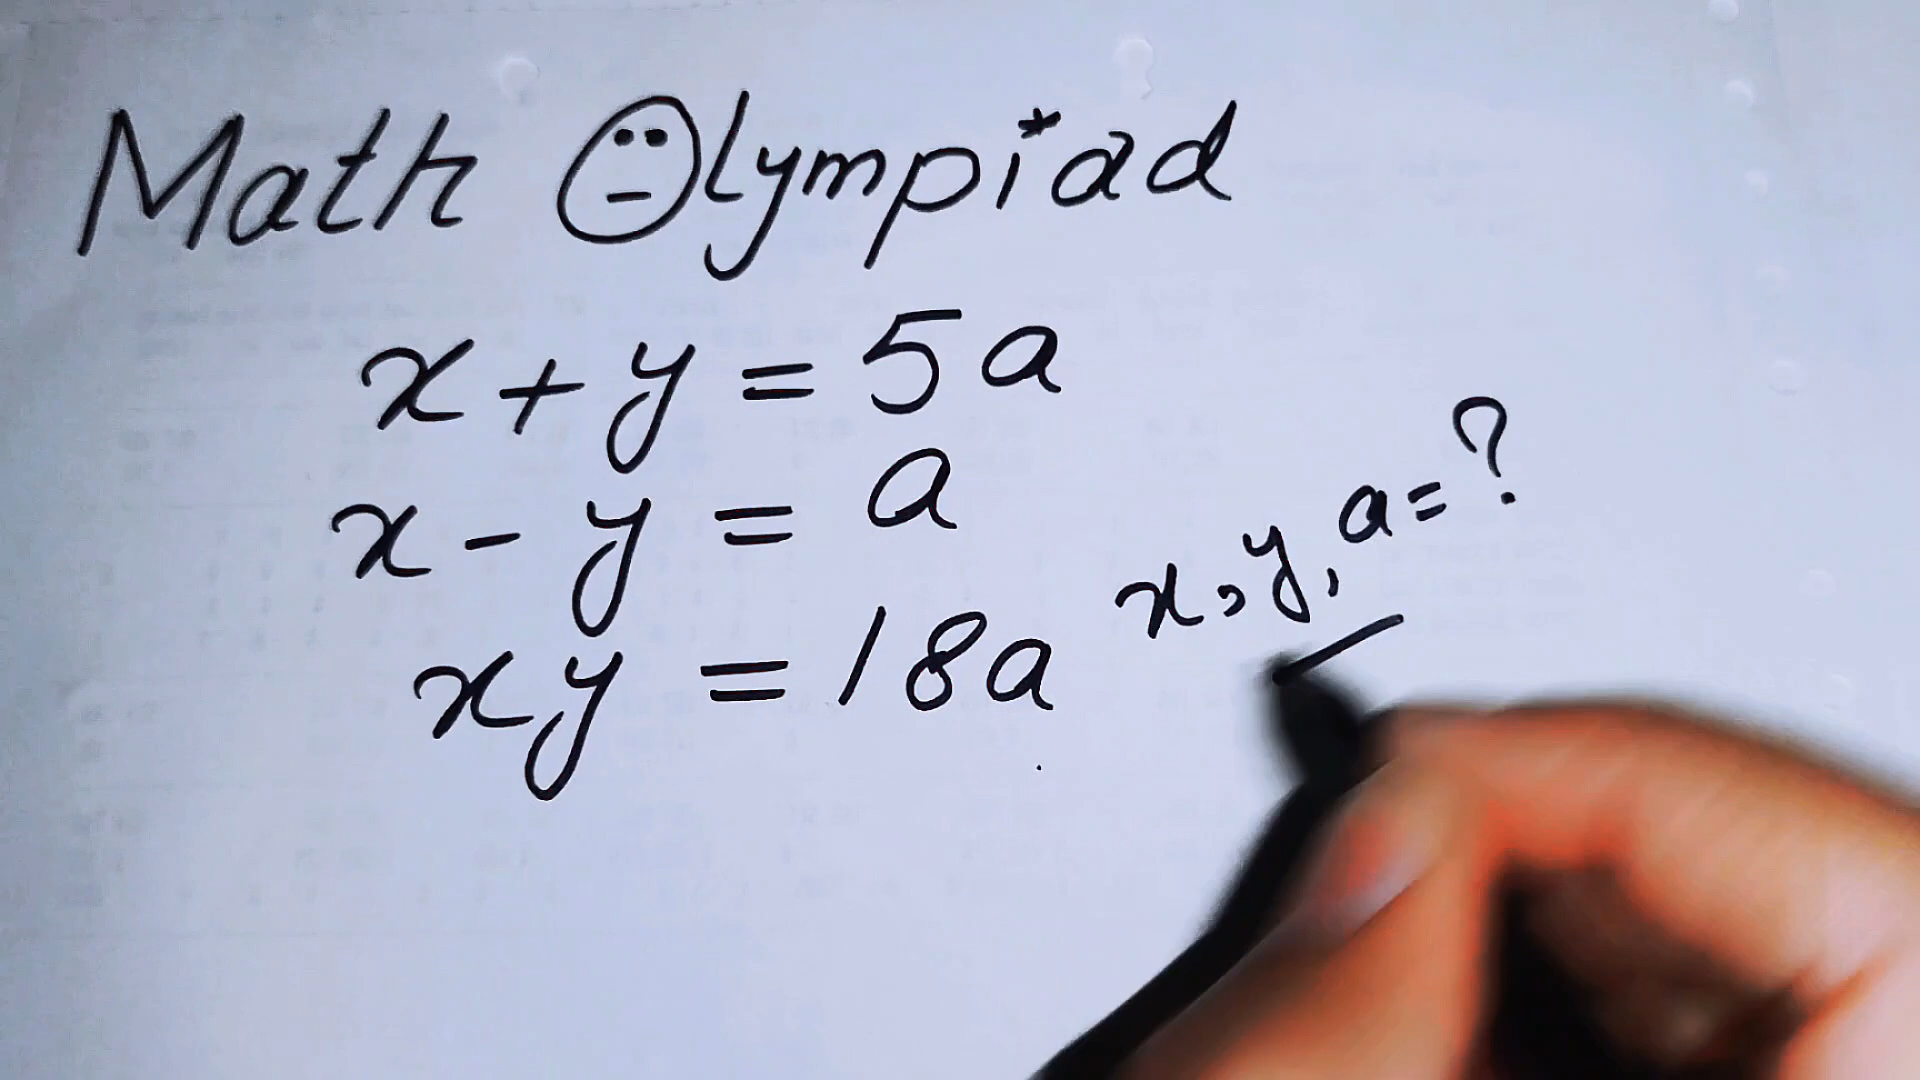 Math Olympiad
x + y = 5a
x - y = a
xy = 18a
x, y, a = ?